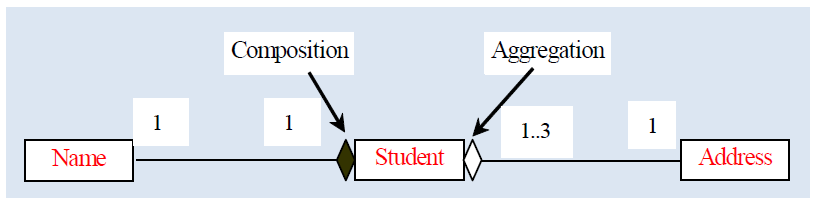 Composition
Aggregation
1
1
1..3
1
Name
Student
Address